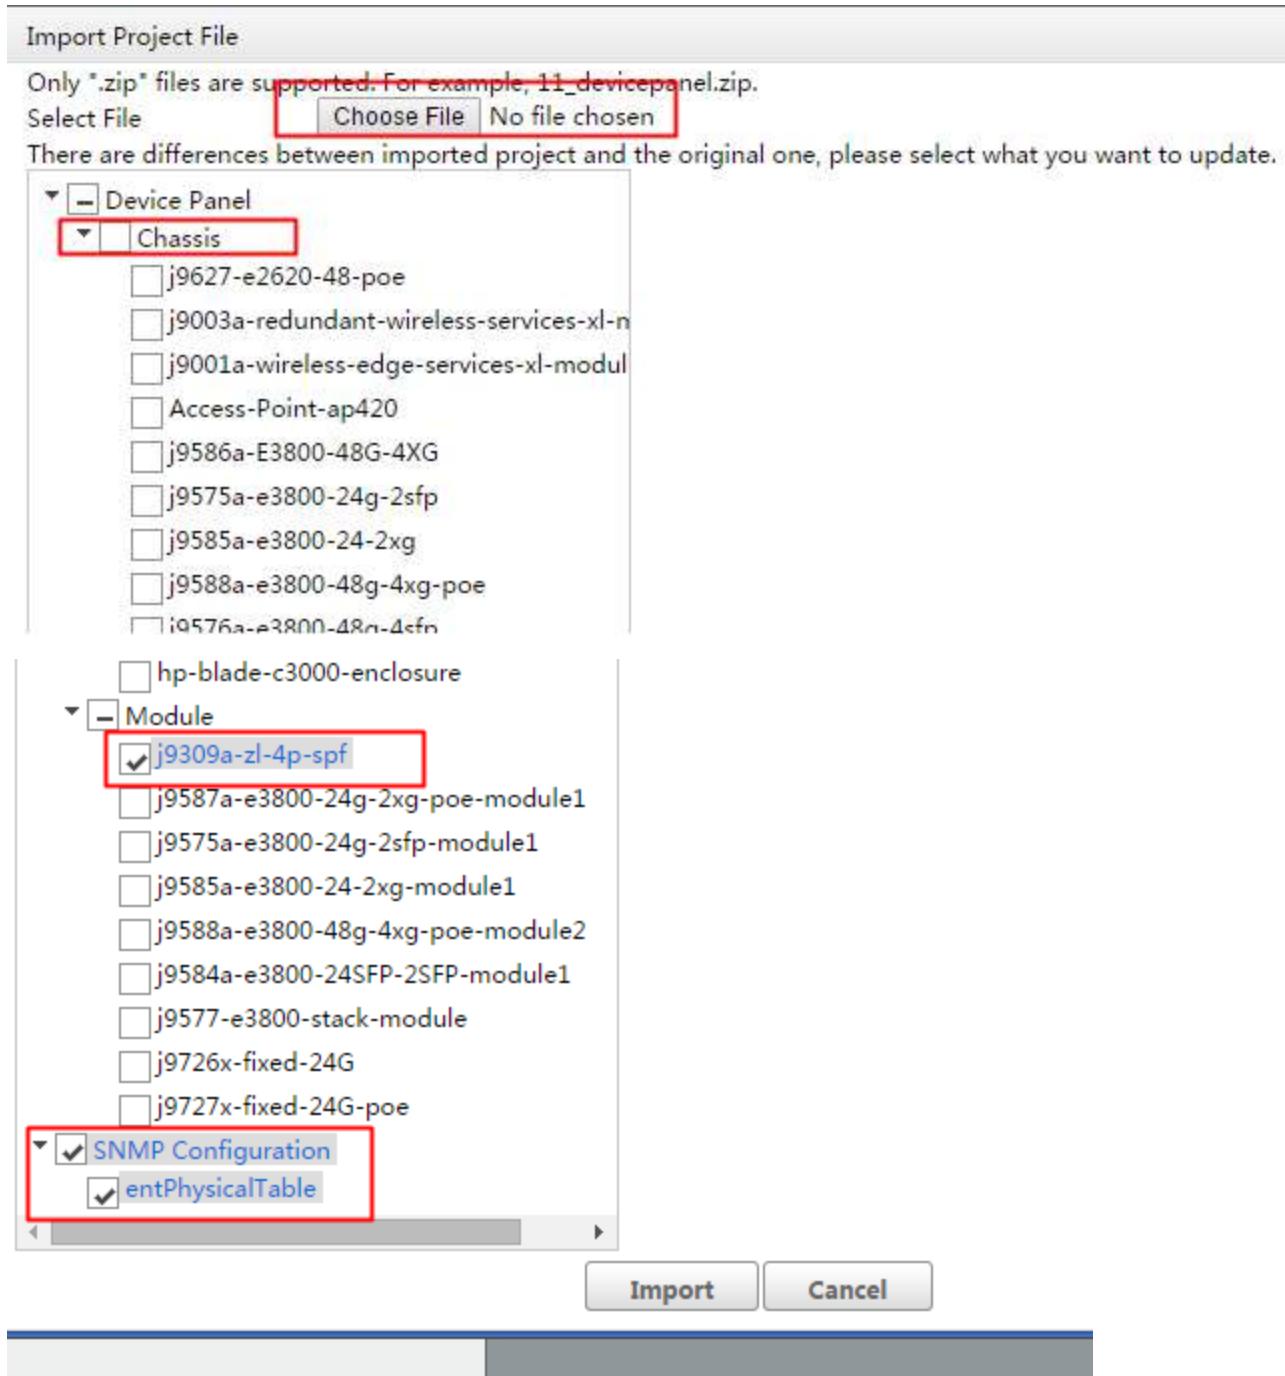 Import Project File
Only ".zip" files are supported. For example, 11_devicepanel.zip.
Select File Choose File No file chosen
There are differences between imported project and the original one, please select what you want to update.
Device Panel
Chassis
j9627-e2620-48-poe
j9003a-redundant-wireless-services-xl-m
j9001a-wireless-edge-services-xl-modul
Access-Point-ap420
j9586a-E3800-48G-4XG
j9575a-e3800-24g-2sfp
j9585a-e3800-24-2xg
j9588a-e3800-48g-4xg-poe
j9576a-e3800-48g-4sfp
hp-blade-c3000-enclosure
Module
j9309a-zl-4p-spf
j9587a-e3800-24g-2xg-poe-module1
j9575a-e3800-24g-2sfp-module1
j9585a-e3800-24-2xg-module1
j9588a-e3800-48g-4xg-poe-module2
j9584a-e3800-24SFP-2SFP-module1
j9577-e3800-stack-module
j9726x-fixed-24G
j9727x-fixed-24G-poe
SNMP Configuration
entPhysicalTable
Import Cancel